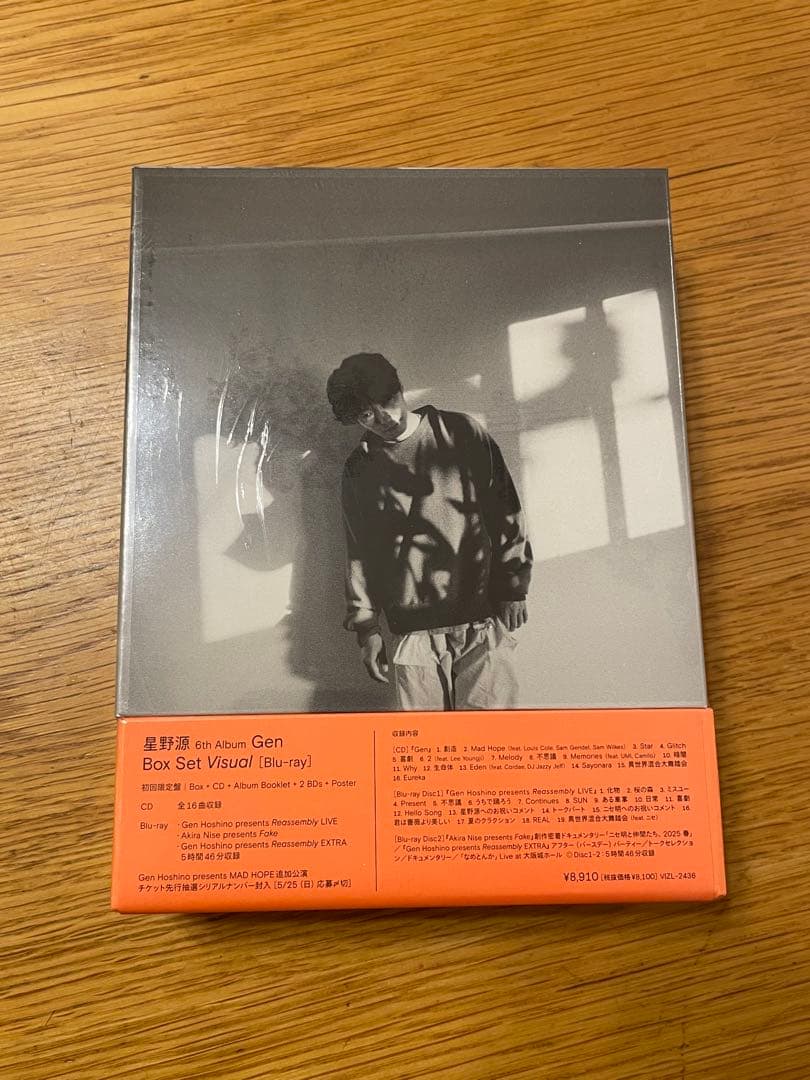 星野源 6th Album Gen
Box Set Visual [Blu-ray]
初回限定盤 | Box + CD + Album Booklet + 2 BDs + Poster
CD 全16曲収録
Blu-ray ・Gen Hoshino presents Reassembly LIVE
・Akira Nise presents Fake
・Gen Hoshino presents Reassembly EXTRA
5時間46分収録
Gen Hoshino presents MAD HOPE 追加公演
チケット先行抽選シリアルナンバー封入 [5/25（日）応募〆切]
収録内容
[CD]『Gen』 1. 創造 2. Mad Hope (feat. Louis Cole, Sam Gendel, Sam Wilkes) 3. Star 4. Glitch
5. 喜劇 6. 2 (feat. Lee Youngji) 7. Melody 8. 不思議 9. Memories (feat. UMI, Camilo) 10. 暗闇
11. Why 12. 生命体 13. Eden (feat. Cordae, DJ Jazzy Jeff) 14. Sayonara 15. 異世界混合大舞踏会
16. Eureka
[Blu-ray Disc1]『Gen Hoshino presents Reassembly LIVE』 1. 化物 2. 桜の森 3. ミスユー
4. Present 5. 不思議 6. うちで踊ろう 7. Continues 8. SUN 9. ある車掌 10. 日常 11. 喜劇
12. Hello Song 13. 星野源へのお祝いコメント 14. トークパート 15. ニセ明へのお祝いコメント 16.
君は薔薇より美しい 17. 夏のクラクション 18. REAL 19. 異世界混合大舞踏会 (feat. ニセ)
[Blu-ray Disc2]『Akira Nise presents Fake』創作密着ドキュメンタリー「ニセ明と仲間たち、2025 春」
/『Gen Hoshino presents Reassembly EXTRA』アフター（バースデー）パーティー/トークセレクショ
ン/ドキュメンタリー/「なめとんか」Live at 大阪城ホール ◎Disc1-2：5時間46分収録
¥8,910 [税抜価格 ¥8,100] VIZL-2436